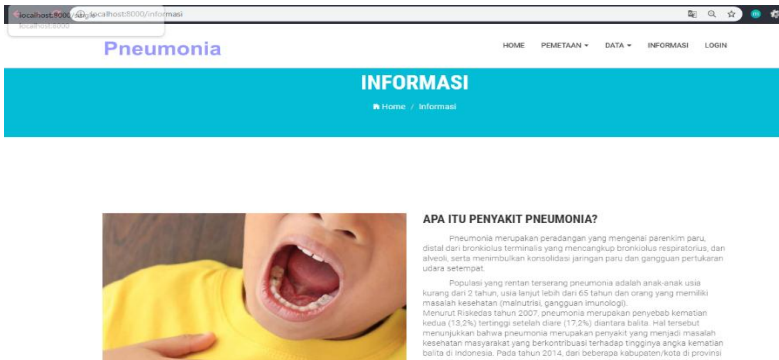 localhost:8000/informasi
localhost:8000
Pneumonia
HOME PEMETAAN DATA INFORMASI LOGIN
INFORMASI
Home / Informasi
APA ITU PENYAKIT PNEUMONIA?
Pneumonia merupakan peradangan yang mengenai parenkim paru,
distal dari bronkiolus terminalis yang mencangkup bronkiolus respiratorius, dan
alveoli, serta menimbulkan konsolidasi jaringan paru dan gangguan pertukaran
udara setempat.
Populasi yang rentan terserang pneumonia adalah anak-anak usia
kurang dari 2 tahun, usia lanjut lebih dari 65 tahun dan orang yang memiliki
masalah kesehatan (malnutrisi, gangguan imunologi).
Menurut Riskedas tahun 2007, pneumonia merupakan penyebab kematian
kedua (13,2%) tertinggi setelah diare (17,2%) diantara balita. Hal tersebut
menunjukkan bahwa pneumonia merupakan penyakit yang menjadi masalah
kesehatan masyarakat yang berkontribusi terhadap tingginya angka kematian
balita di Indonesia. Pada tahun 2014, dari beberapa kabupaten/kota di provinsi